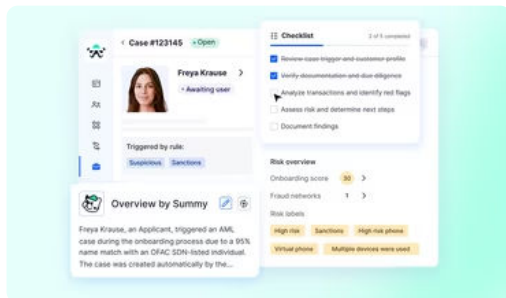 Case #123145
Open
Freya Krause
Awaiting user
Triggered by rule:
Suspicious
Sanctions
Overview by Summy
Freya Krause, an Applicant, triggered an AML
case during the onboarding process due to a 95%
name match with an OFAC SDN-listed individual.
The case was created automatically by the...
Checklist
2 of 5 completed
Review case trigger and customer profile
Verify documentation and due diligence
Analyze transactions and identify red flags
Assess risk and determine next steps
Document findings
Risk overview
Onboarding score 30
Fraud networks 1
Risk labels
High risk
Sanctions
High risk phone
Virtual phone
Multiple devices were used